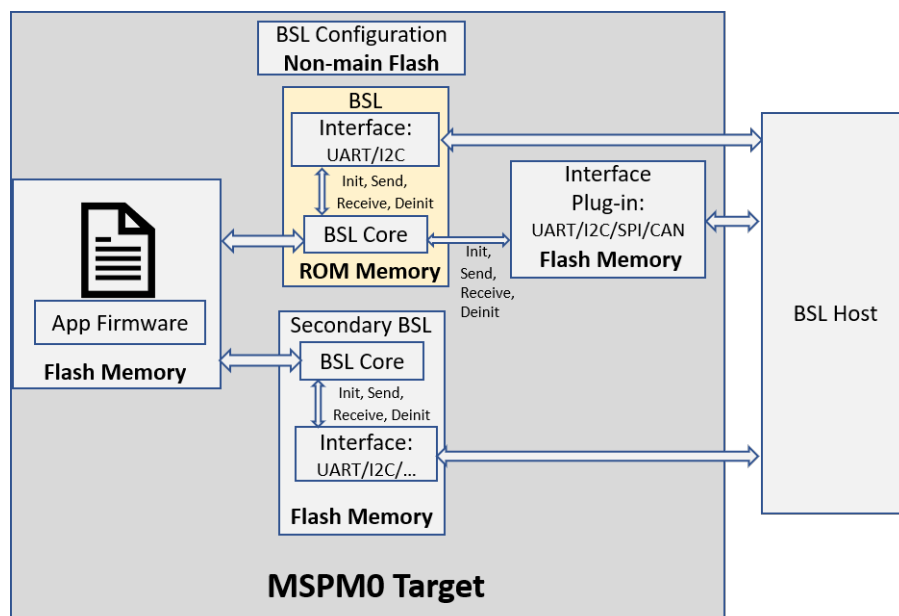 BSL Configuration
Non-main Flash
BSL
Interface:
UART/I2C
Init, Send,
Receive, Deinit
BSL Core
ROM Memory
Interface
Plug-in:
UART/I2C/SPI/CAN
Flash Memory
Init,
Send,
Receive,
Deinit
BSL Host
App Firmware
Flash Memory
Secondary BSL
BSL Core
Init, Send,
Receive, Deinit
Interface:
UART/I2C/...
Flash Memory
MSPM0 Target